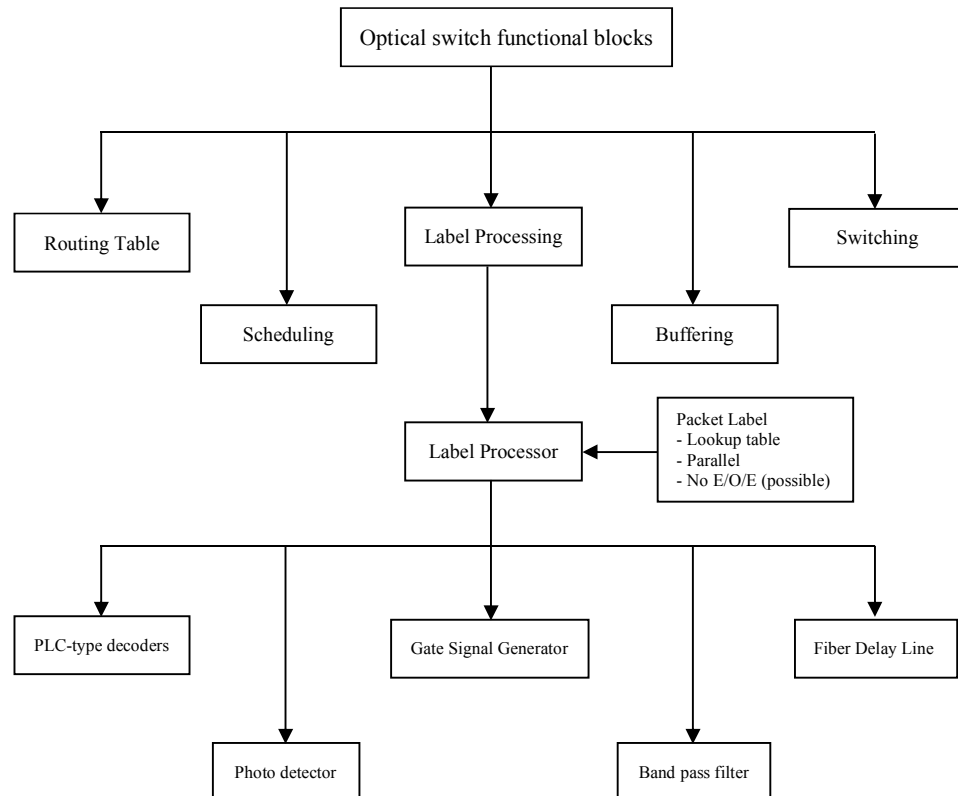 Optical switch functional blocks
Routing Table
Label Processing
Switching
Scheduling
Buffering
Label Processor
Packet Label
- Lookup table
- Parallel
- No E/O/E (possible)
PLC-type decoders
Gate Signal Generator
Fiber Delay Line
Photo detector
Band pass filter